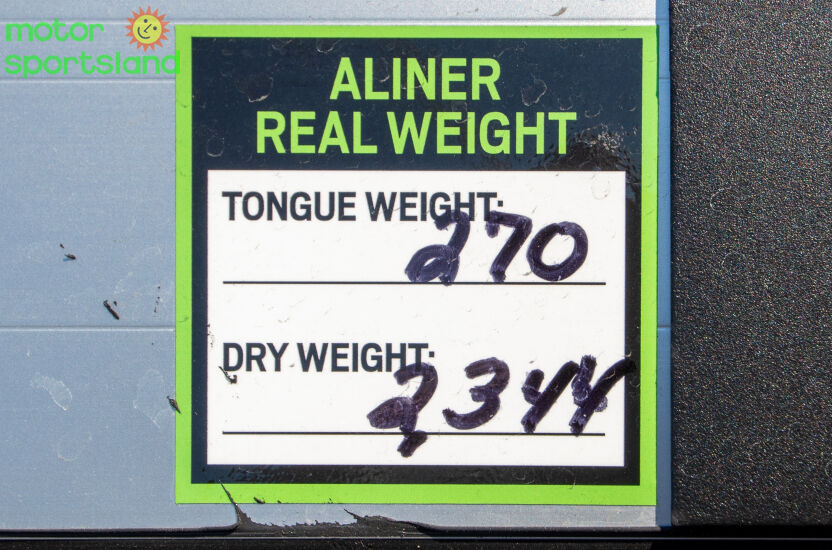 motor
sportsland
ALINER
REAL WEIGHT
TONGUE WEIGHT:
270
DRY WEIGHT:
2344